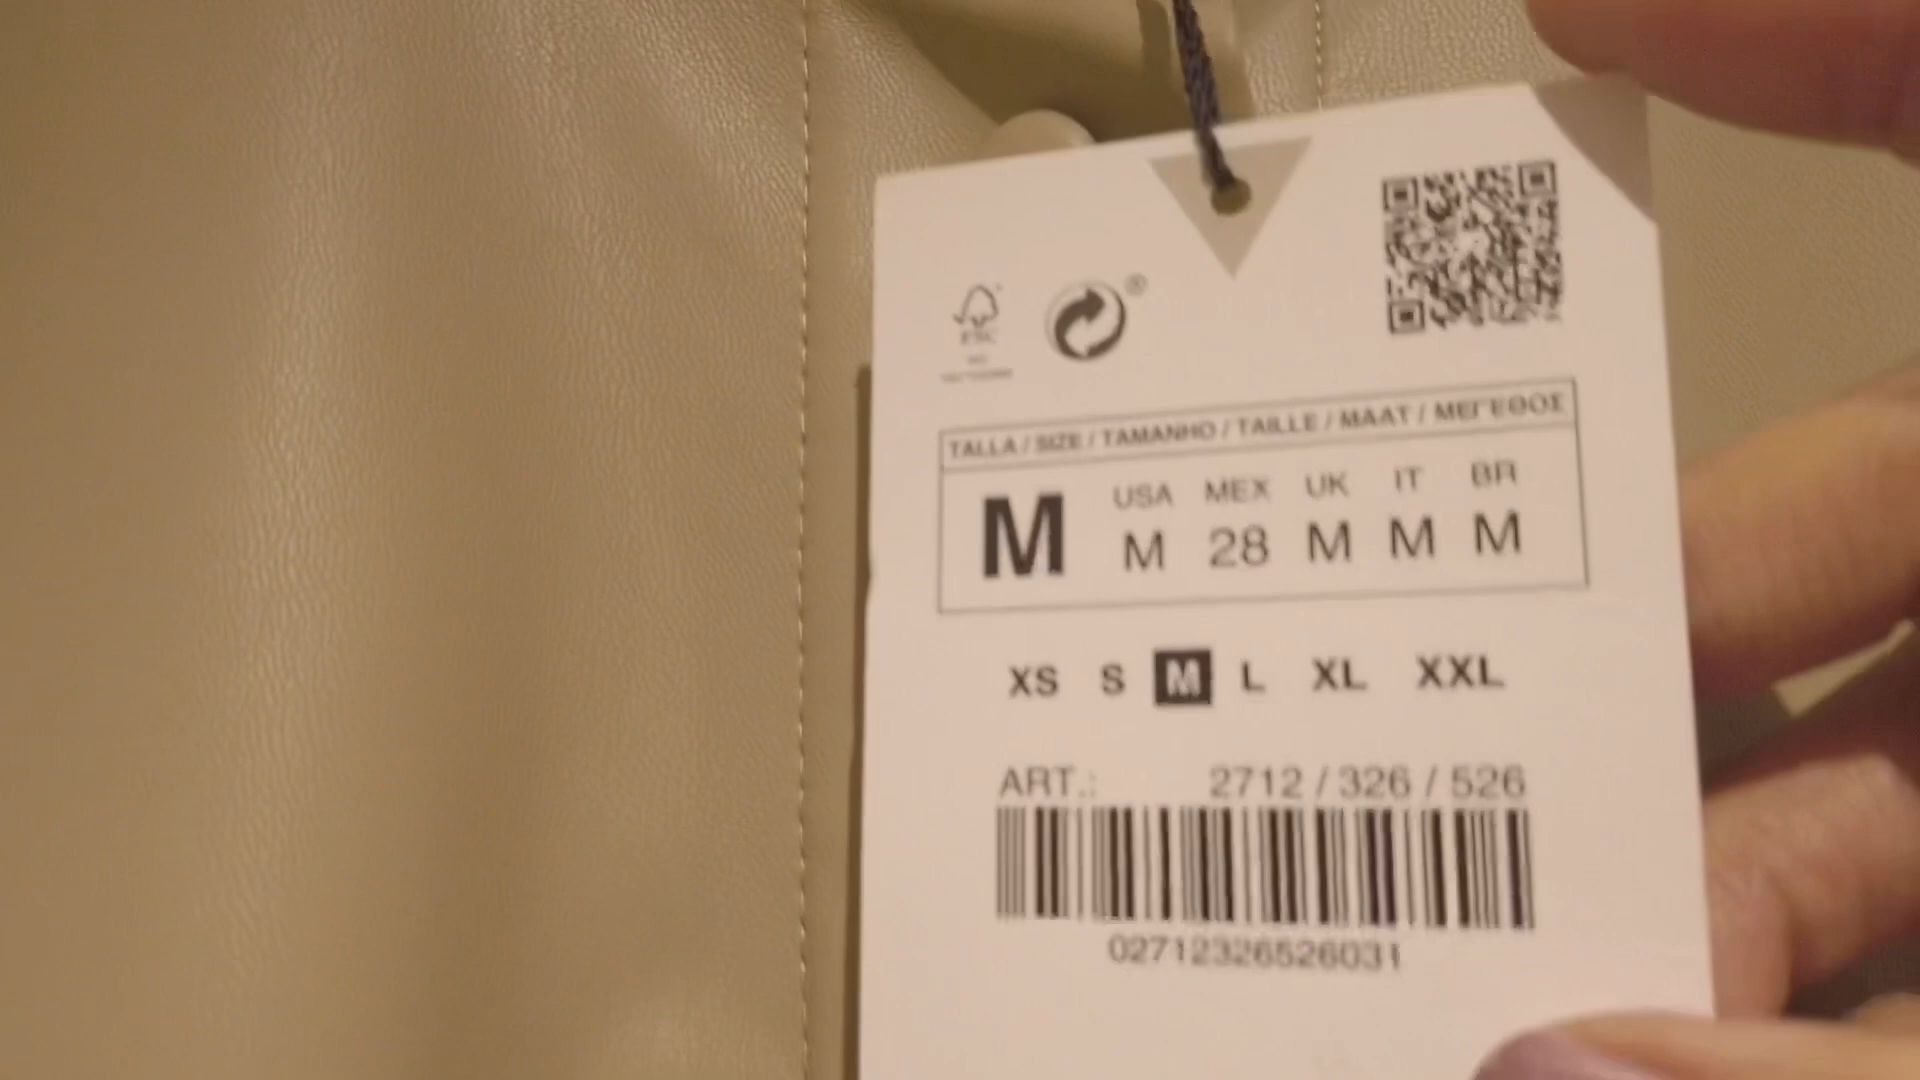 FSC
®
TALLA / SIZE / TAMANHO / TAILLE / MAAT / ΜΕΓΕΘΟΣ
M
USA MEX UK IT BR
M 28 M M M
XS S M L XL XXL
ART.: 2712 / 326 / 526
02712326526031